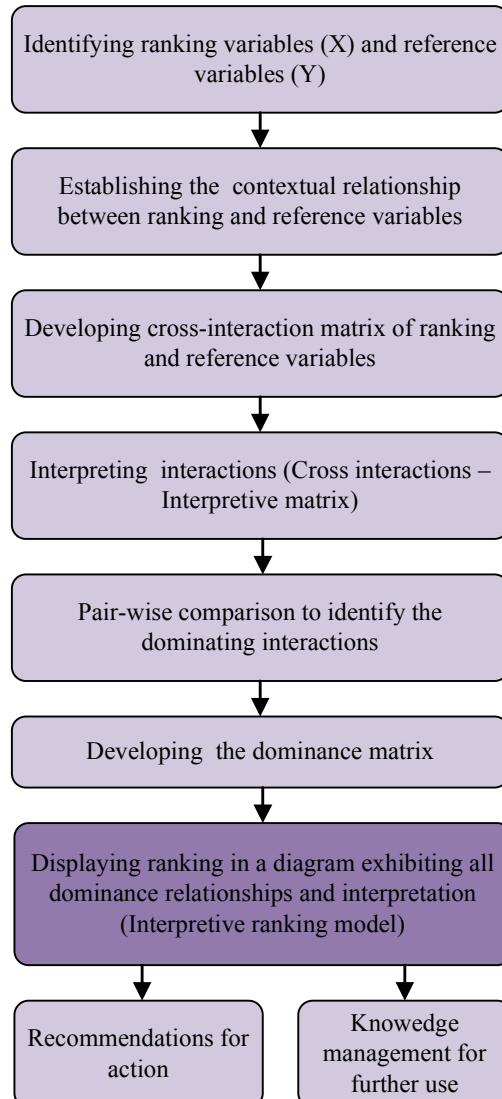 Identifying ranking variables (X) and reference
variables (Y)
Establishing the contextual relationship
between ranking and reference variables
Developing cross-interaction matrix of ranking
and reference variables
Interpreting interactions (Cross interactions –
Interpretive matrix)
Pair-wise comparison to identify the
dominating interactions
Developing the dominance matrix
Displaying ranking in a diagram exhibiting all
dominance relationships and interpretation
(Interpretive ranking model)
Recommendations for
action
Knowedge
management for
further use